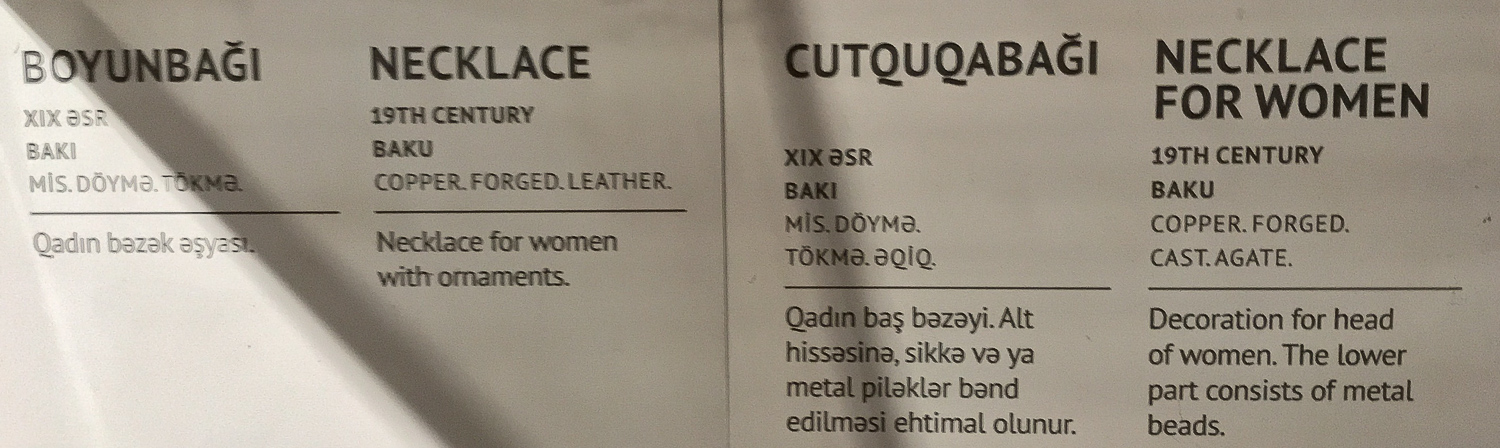 BOYUNBAĞI
XIX ƏSR
BAKI
MİS. DÖYMƏ. TÖKMƏ.
Qadın bəzək əşyası.
NECKLACE
19TH CENTURY
BAKU
COPPER. FORGED. LEATHER.
Necklace for women
with ornaments.
CUTQUQABAĞI
XIX ƏSR
BAKI
MİS. DÖYMƏ.
TÖKMƏ. ƏQİQ.
Qadın baş bəzəyi. Alt
hissəsinə, sikkə və ya
metal piləklər bənd
edilməsi ehtimal olunur.
NECKLACE
FOR WOMEN
19TH CENTURY
BAKU
COPPER. FORGED.
CAST. AGATE.
Decoration for head
of women. The lower
part consists of metal
beads.